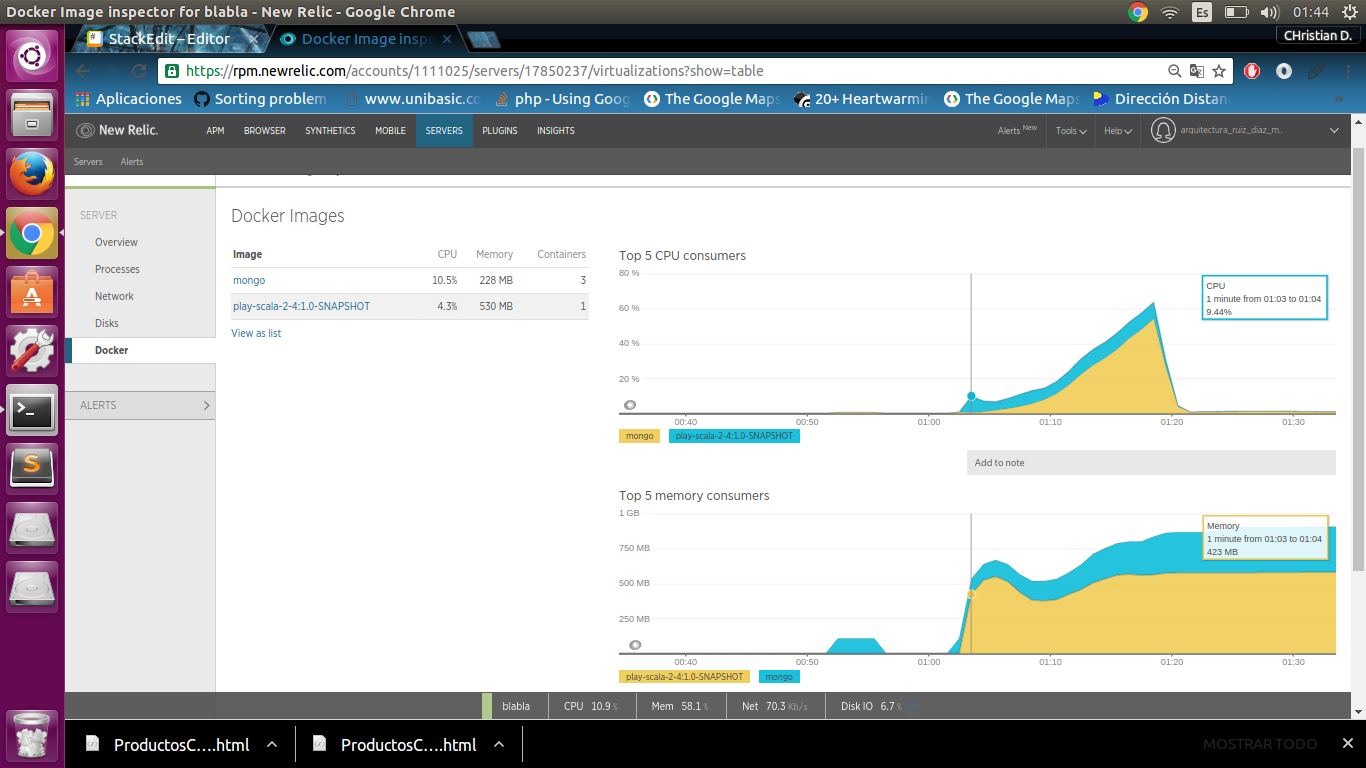 Docker Image inspector for blabla - New Relic - Google Chrome
Es
01:44
StackEdit – Editor
Docker Image insp
CHristian D.
https://rpm.newrelic.com/accounts/1111025/servers/17850237/virtualizations?show=table
Aplicaciones
Sorting problem
www.unibasic.co
php - Using Goog
The Google Maps
20+ Heartwarmin
The Google Maps
Dirección Distan
»
New Relic.
APM
BROWSER
SYNTHETICS
MOBILE
SERVERS
PLUGINS
INSIGHTS
Alerts New
Tools
Help
arquitectura_ruiz_diaz_m..
Servers
Alerts
SERVER
Overview
Processes
Network
Disks
Docker
ALERTS
Docker Images
Image CPU Memory Containers
mongo 10.5% 228 MB 3
play-scala-2-4:1.0-SNAPSHOT 4.3% 530 MB 1
View as list
Top 5 CPU consumers
80 %
60 %
40 %
20 %
CPU
1 minute from 01:03 to 01:04
9.44%
00:40 00:50 01:00 01:10 01:20 01:30
mongo play-scala-2-4:1.0-SNAPSHOT
Add to note
Top 5 memory consumers
1 GB
750 MB
500 MB
250 MB
Memory
1 minute from 01:03 to 01:04
423 MB
00:40 00:50 01:00 01:10 01:20 01:30
play-scala-2-4:1.0-SNAPSHOT mongo
blabla CPU 10.9 % Mem 58.1 % Net 70.3 Kb/s Disk IO 6.7 %
ProductosC....html
ProductosC....html
MOSTRAR TODO